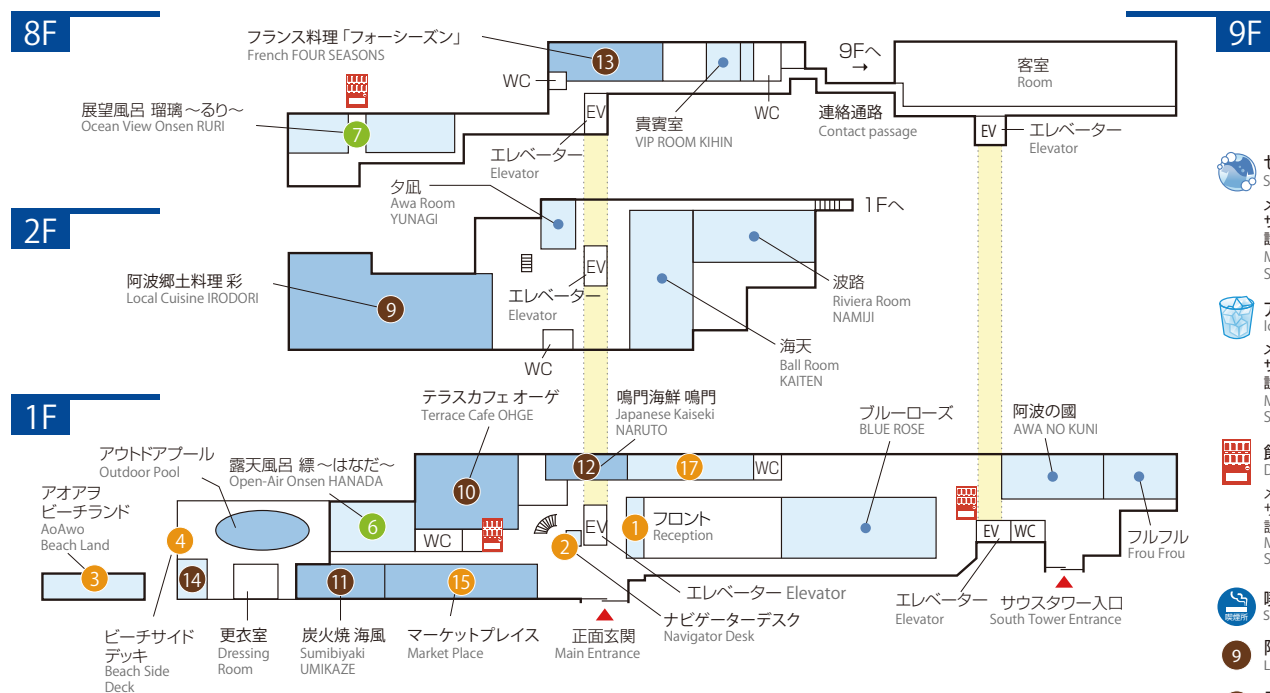 8F
フランス料理「フォーシーズン」
French FOUR SEASONS
13
WC
9Fへ
→
客室
Room
9F
展望風呂 瑠璃~るり~
Ocean View Onsen RURI
7
EV
エレベーター
Elevator
貴賓室
VIP ROOM KIHIN
WC
連絡通路
Contact passage
EV
エレベーター
Elevator
2F
夕凪
Awa Room
YUNAGI
1Fへ
阿波郷土料理 彩
Local Cuisine IRODORI
9
EV
エレベーター
Elevator
WC
波路
Riviera Room
NAMIJI
海天
Ball Room
KAITEN
1F
テラスカフェ オーゲ
Terrace Cafe OHGE
鳴門海鮮 鳴門
Japanese Kaiseki
NARUTO
ブルーローズ
BLUE ROSE
阿波の國
AWA NO KUNI
アウトドアプール
Outdoor Pool
露天風呂 縹~はなだ~
Open-Air Onsen HANADA
アオアヲ
ビーチランド
AoAwo
Beach Land
12
17
WC
10
6
WC
4
3
14
11
15
2
EV
1
フロント
Reception
EV
WC
フルフル
Frou Frou
ビーチサイド
デッキ
Beach Side
Deck
更衣室
Dressing
Room
炭火焼 海風
Sumibiyaki
UMIKAZE
マーケットプレイス
Market Place
正面玄関
Main Entrance
ナビゲーターデスク
Navigator Desk
エレベーター Elevator
エレベーター
Elevator
サウスタワー入口
South Tower Entrance
喫煙所
9